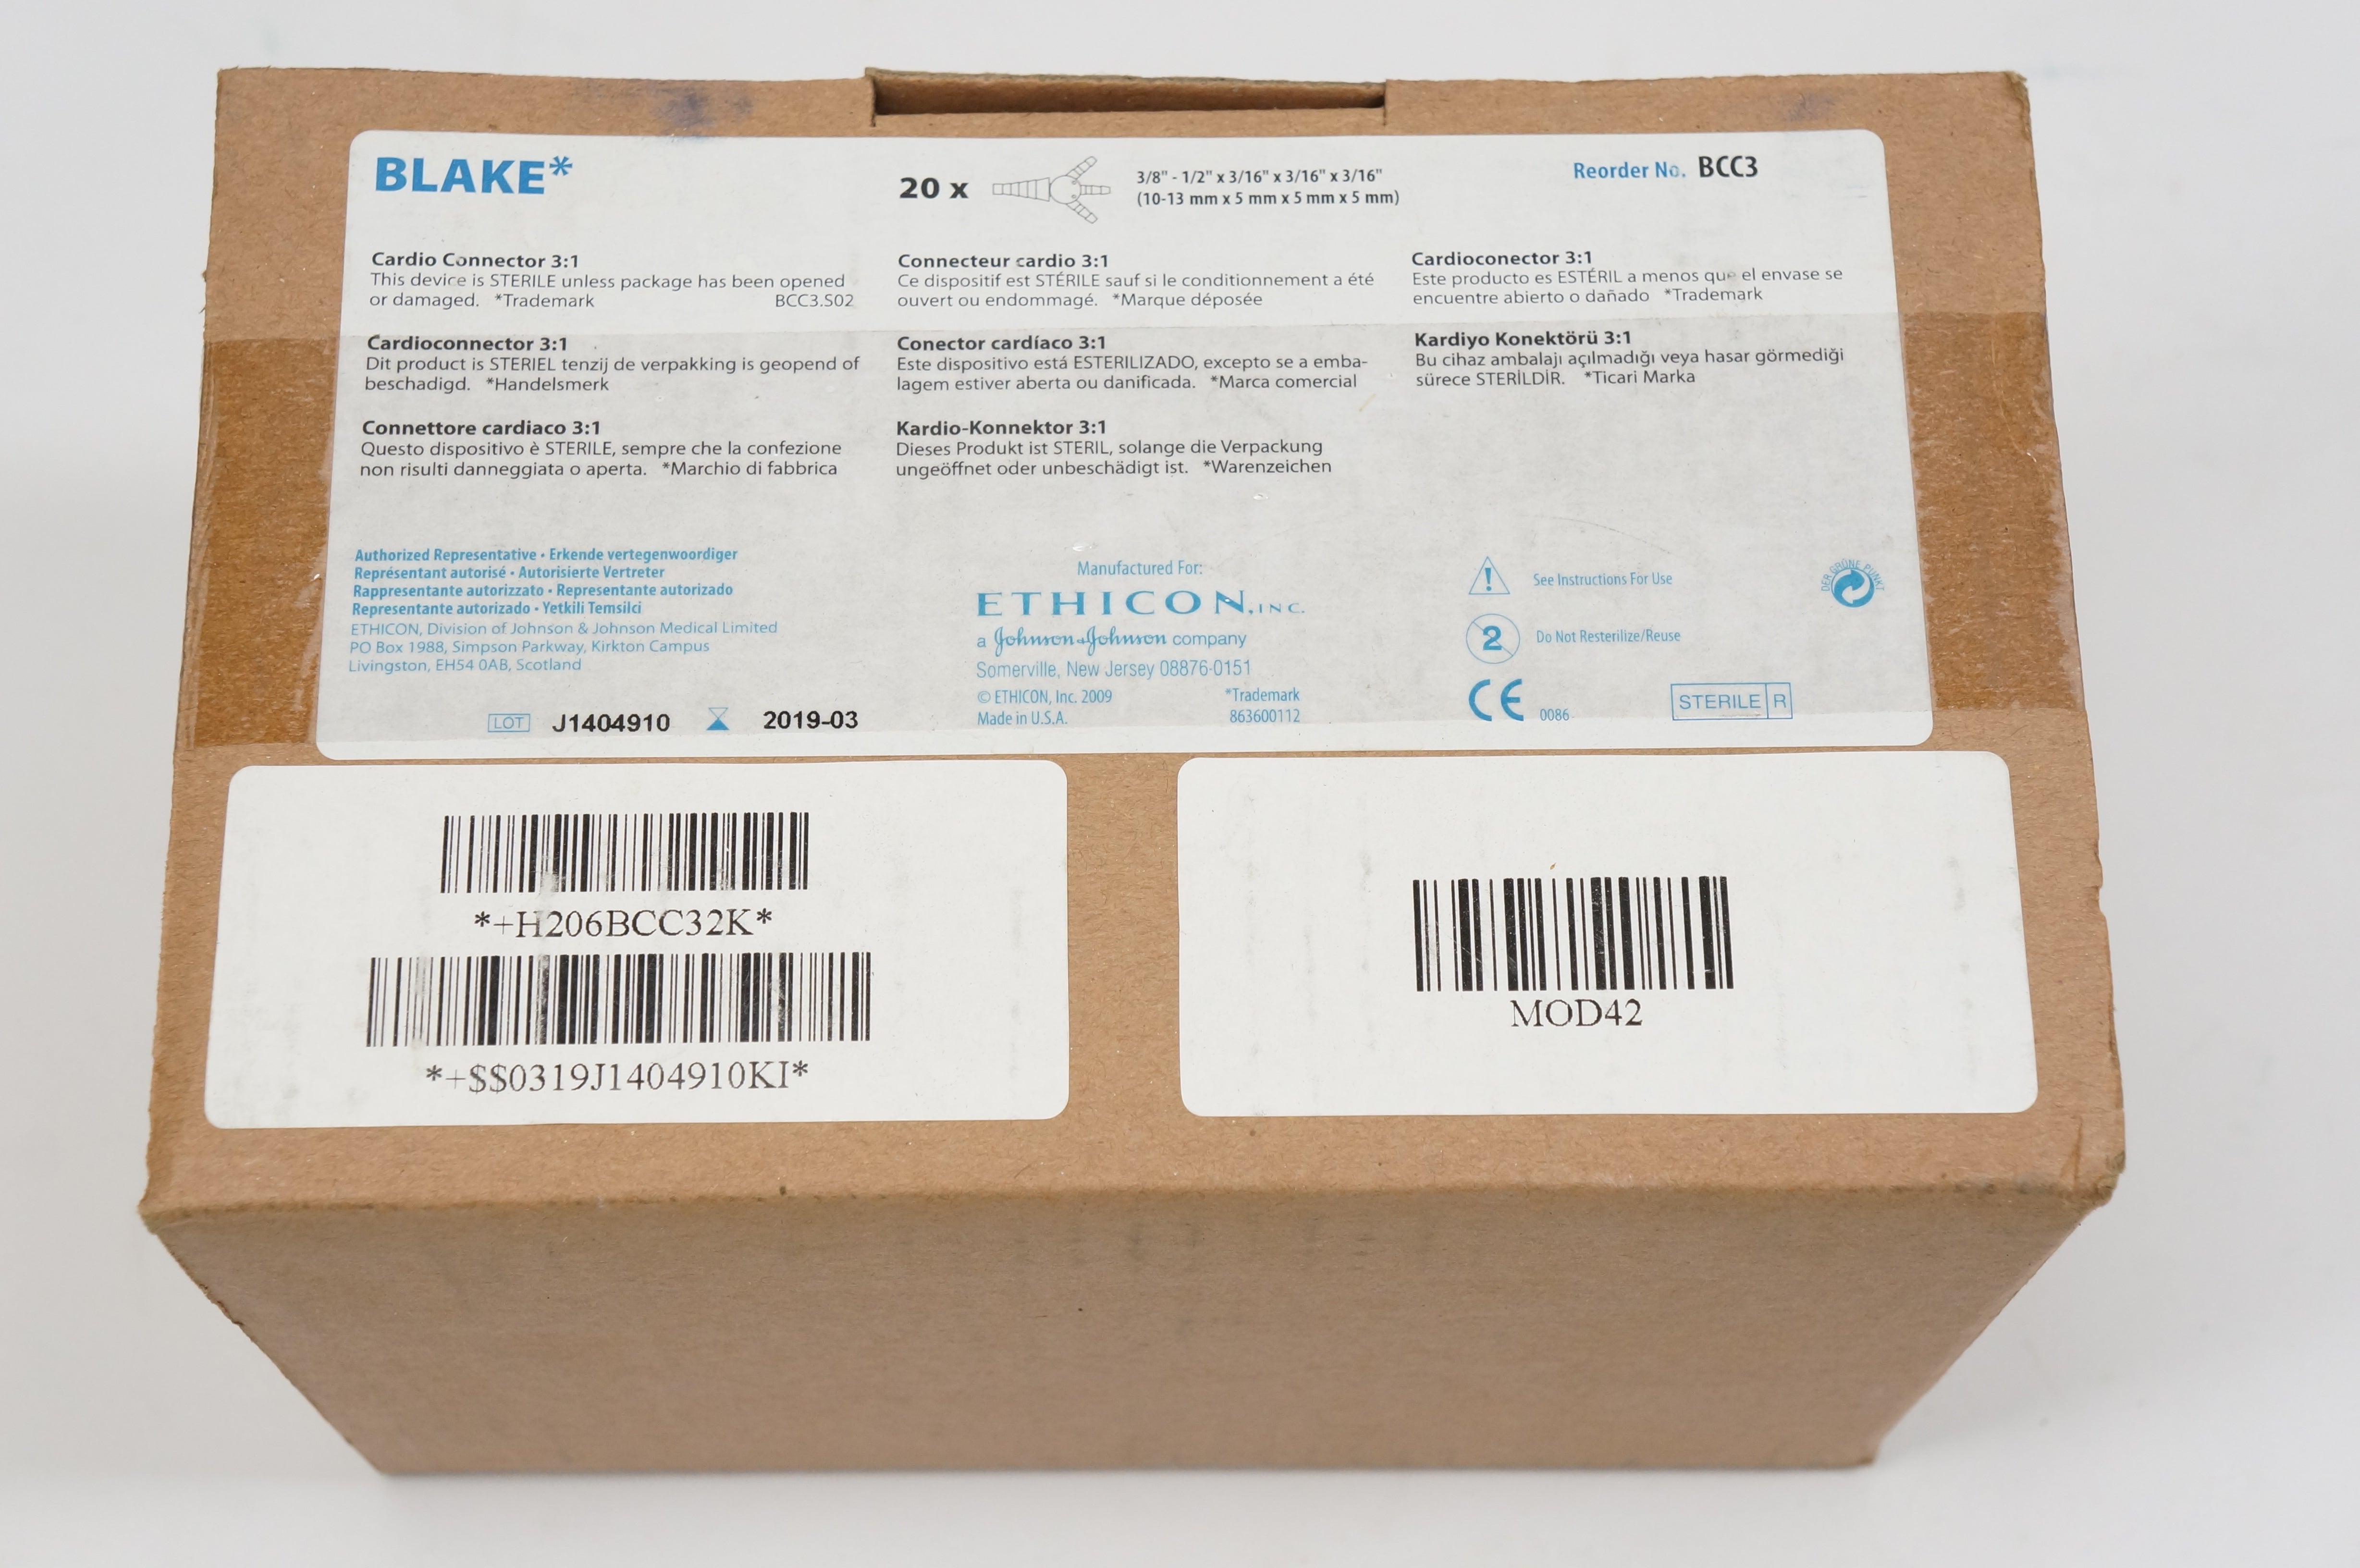 BLAKE*
20 x
3/8" - 1/2" x 3/16" x 3/16" x 3/16"
(10-13 mm x 5 mm x 5 mm x 5 mm)
Reorder No. BCC3
Cardio Connector 3:1
This device is STERILE unless package has been opened
or damaged. *Trademark BCC3.S02
Connecteur cardio 3:1
Ce dispositif est STÉRILE sauf si le conditionnement a été
ouvert ou endommagé. *Marque déposée
Cardioconector 3:1
Este producto es ESTÉRIL a menos que el envase se
encuentre abierto o dañado *Trademark
Cardioconnector 3:1
Dit product is STERIEL tenzij de verpakking is geopend of
beschadigd. *Handelsmerk
Conector cardíaco 3:1
Este dispositivo está ESTERILIZADO, excepto se a emba-
lagem estiver aberta ou danificada. *Marca comercial
Kardiyo Konektörü 3:1
Bu cihaz ambalajı açılmadığı veya hasar görmediği
sürece STERİLDİR. *Ticari Marka
Connettore cardiaco 3:1
Questo dispositivo è STERILE, sempre che la confezione
non risulti danneggiata o aperta. *Marchio di fabbrica
Kardio-Konnektor 3:1
Dieses Produkt ist STERIL, solange die Verpackung
ungeöffnet oder unbeschädigt ist. *Warenzeichen
Authorized Representative • Erkende vertegenwoordiger
Représentant autorisé • Autorisierte Vertreter
Rappresentante autorizzato • Representante autorizado
Representante autorizado • Yetkili Temsilci
ETHICON, Division of Johnson & Johnson Medical Limited
PO Box 1988, Simpson Parkway, Kirkton Campus
Livingston, EH54 0AB, Scotland
LOT J1404910 2019-03
Manufactured For:
ETHICON, INC.
a Johnson & Johnson company
Somerville, New Jersey 08876-0151
© ETHICON, Inc. 2009 *Trademark
Made in U.S.A. 863600112
! See Instructions For Use
2 Do Not Resterilize/Reuse
CE 0086
STERILE R
DER GRÜNE PUNKT
*+H206BCC32K*
*+$$0319J1404910KI*
MOD42